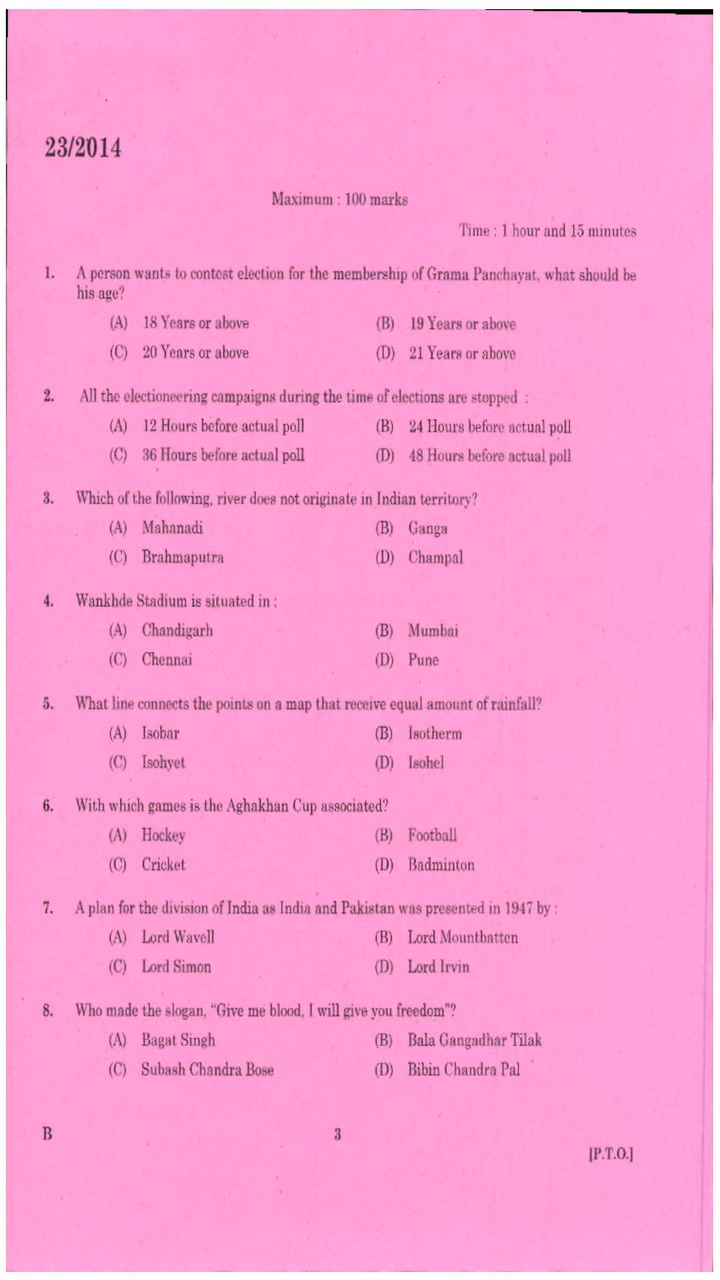 23/2014
Maximum : 100 marks
Time : 1 hour and 15 minutes
1. A person wants to contest election for the membership of Grama Panchayat, what should be
his age?
(A) 18 Years or above (B) 19 Years or above
(C) 20 Years or above (D) 21 Years or above
2. All the electioneering campaigns during the time of elections are stopped :
(A) 12 Hours before actual poll (B) 24 Hours before actual poll
(C) 36 Hours before actual poll (D) 48 Hours before actual poll
3. Which of the following, river does not originate in Indian territory?
(A) Mahanadi (B) Ganga
(C) Brahmaputra (D) Champal
4. Wankhde Stadium is situated in :
(A) Chandigarh (B) Mumbai
(C) Chennai (D) Pune
5. What line connects the points on a map that receive equal amount of rainfall?
(A) Isobar (B) Isotherm
(C) Isohyet (D) Isohel
6. With which games is the Aghakhan Cup associated?
(A) Hockey (B) Football
(C) Cricket (D) Badminton
7. A plan for the division of India as India and Pakistan was presented in 1947 by :
(A) Lord Wavell (B) Lord Mountbatten
(C) Lord Simon (D) Lord Irvin
8. Who made the slogan, “Give me blood, I will give you freedom”?
(A) Bagat Singh (B) Bala Gangadhar Tilak
(C) Subash Chandra Bose (D) Bibin Chandra Pal
B 3
[P.T.O.]